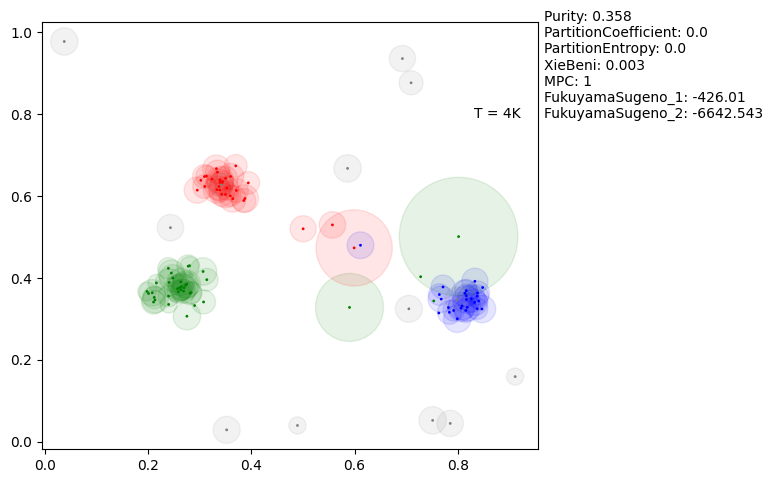 Purity: 0.358
PartitionCoefficient: 0.0
PartitionEntropy: 0.0
XieBeni: 0.003
MPC: 1
FukuyamaSugeno_1: -426.01
FukuyamaSugeno_2: -6642.543
T = 4K
1.0
0.8
0.6
0.4
0.2
0.0
0.0 0.2 0.4 0.6 0.8